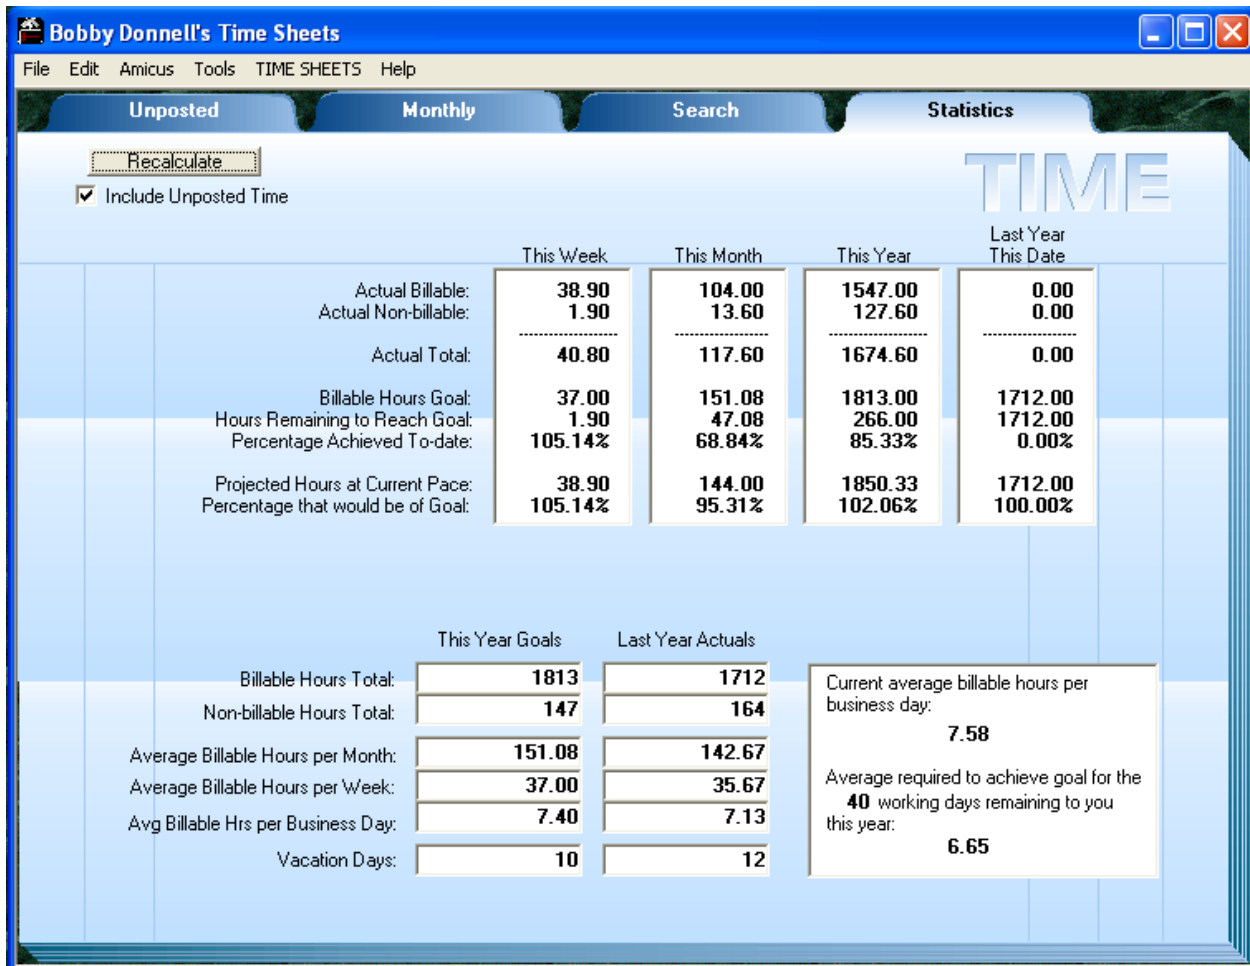 Bobby Donnell's Time Sheets
File Edit Amicus Tools TIME SHEETS Help
Unposted Monthly Search Statistics
Recalculate
Include Unposted Time
TIME
Last Year
This Week This Month This Year This Date
Actual Billable: 38.90 104.00 1547.00 0.00
Actual Non-billable: 1.90 13.60 127.60 0.00
Actual Total: 40.80 117.60 1674.60 0.00
Billable Hours Goal: 37.00 151.08 1813.00 1712.00
Hours Remaining to Reach Goal: 1.90 47.08 266.00 1712.00
Percentage Achieved To-date: 105.14% 68.84% 85.33% 0.00%
Projected Hours at Current Pace: 38.90 144.00 1850.33 1712.00
Percentage that would be of Goal: 105.14% 95.31% 102.06% 100.00%
This Year Goals Last Year Actuals
Billable Hours Total: 1813 1712
Non-billable Hours Total: 147 164
Average Billable Hours per Month: 151.08 142.67
Average Billable Hours per Week: 37.00 35.67
Avg Billable Hrs per Business Day: 7.40 7.13
Vacation Days: 10 12
Current average billable hours per
business day:
7.58
Average required to achieve goal for the
40 working days remaining to you
this year:
6.65